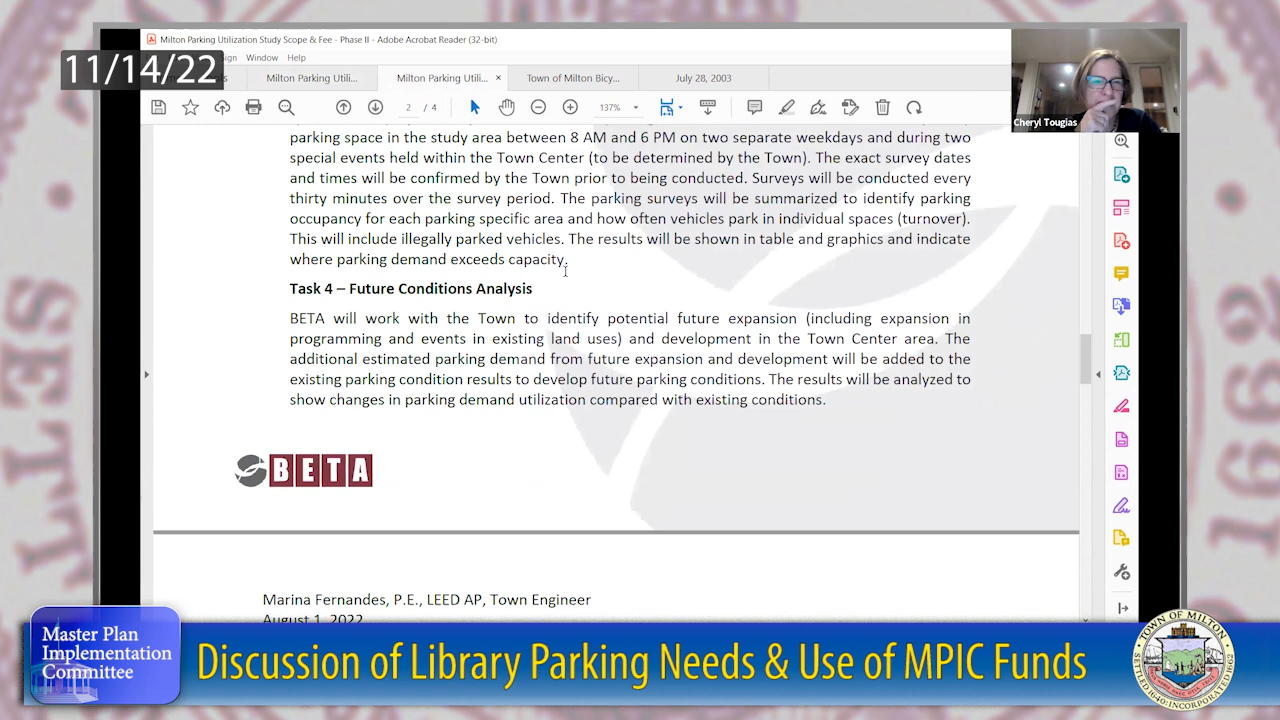 Milton Parking Utilization Study Scope & Fee - Phase II - Adobe Acrobat Reader (32-bit)
11/14/22
Window Help
Milton Parking Utili...
Milton Parking Utili... ×
Town of Milton Bicy...
July 28, 2003
2 / 4
137%
Cheryl Tougias
parking space in the study area between 8 AM and 6 PM on two separate weekdays and during two
special events held within the Town Center (to be determined by the Town). The exact survey dates
and times will be confirmed by the Town prior to being conducted. Surveys will be conducted every
thirty minutes over the survey period. The parking surveys will be summarized to identify parking
occupancy for each parking specific area and how often vehicles park in individual spaces (turnover).
This will include illegally parked vehicles. The results will be shown in table and graphics and indicate
where parking demand exceeds capacity.
Task 4 – Future Conditions Analysis
BETA will work with the Town to identify potential future expansion (including expansion in
programming and events in existing land uses) and development in the Town Center area. The
additional estimated parking demand from future expansion and development will be added to the
existing parking condition results to develop future parking conditions. The results will be analyzed to
show changes in parking demand utilization compared with existing conditions.
BETA
Marina Fernandes, P.E., LEED AP, Town Engineer
August 1, 2022
Master Plan
Implementation
Committee
Discussion of Library Parking Needs & Use of MPIC Funds
TOWN OF MILTON